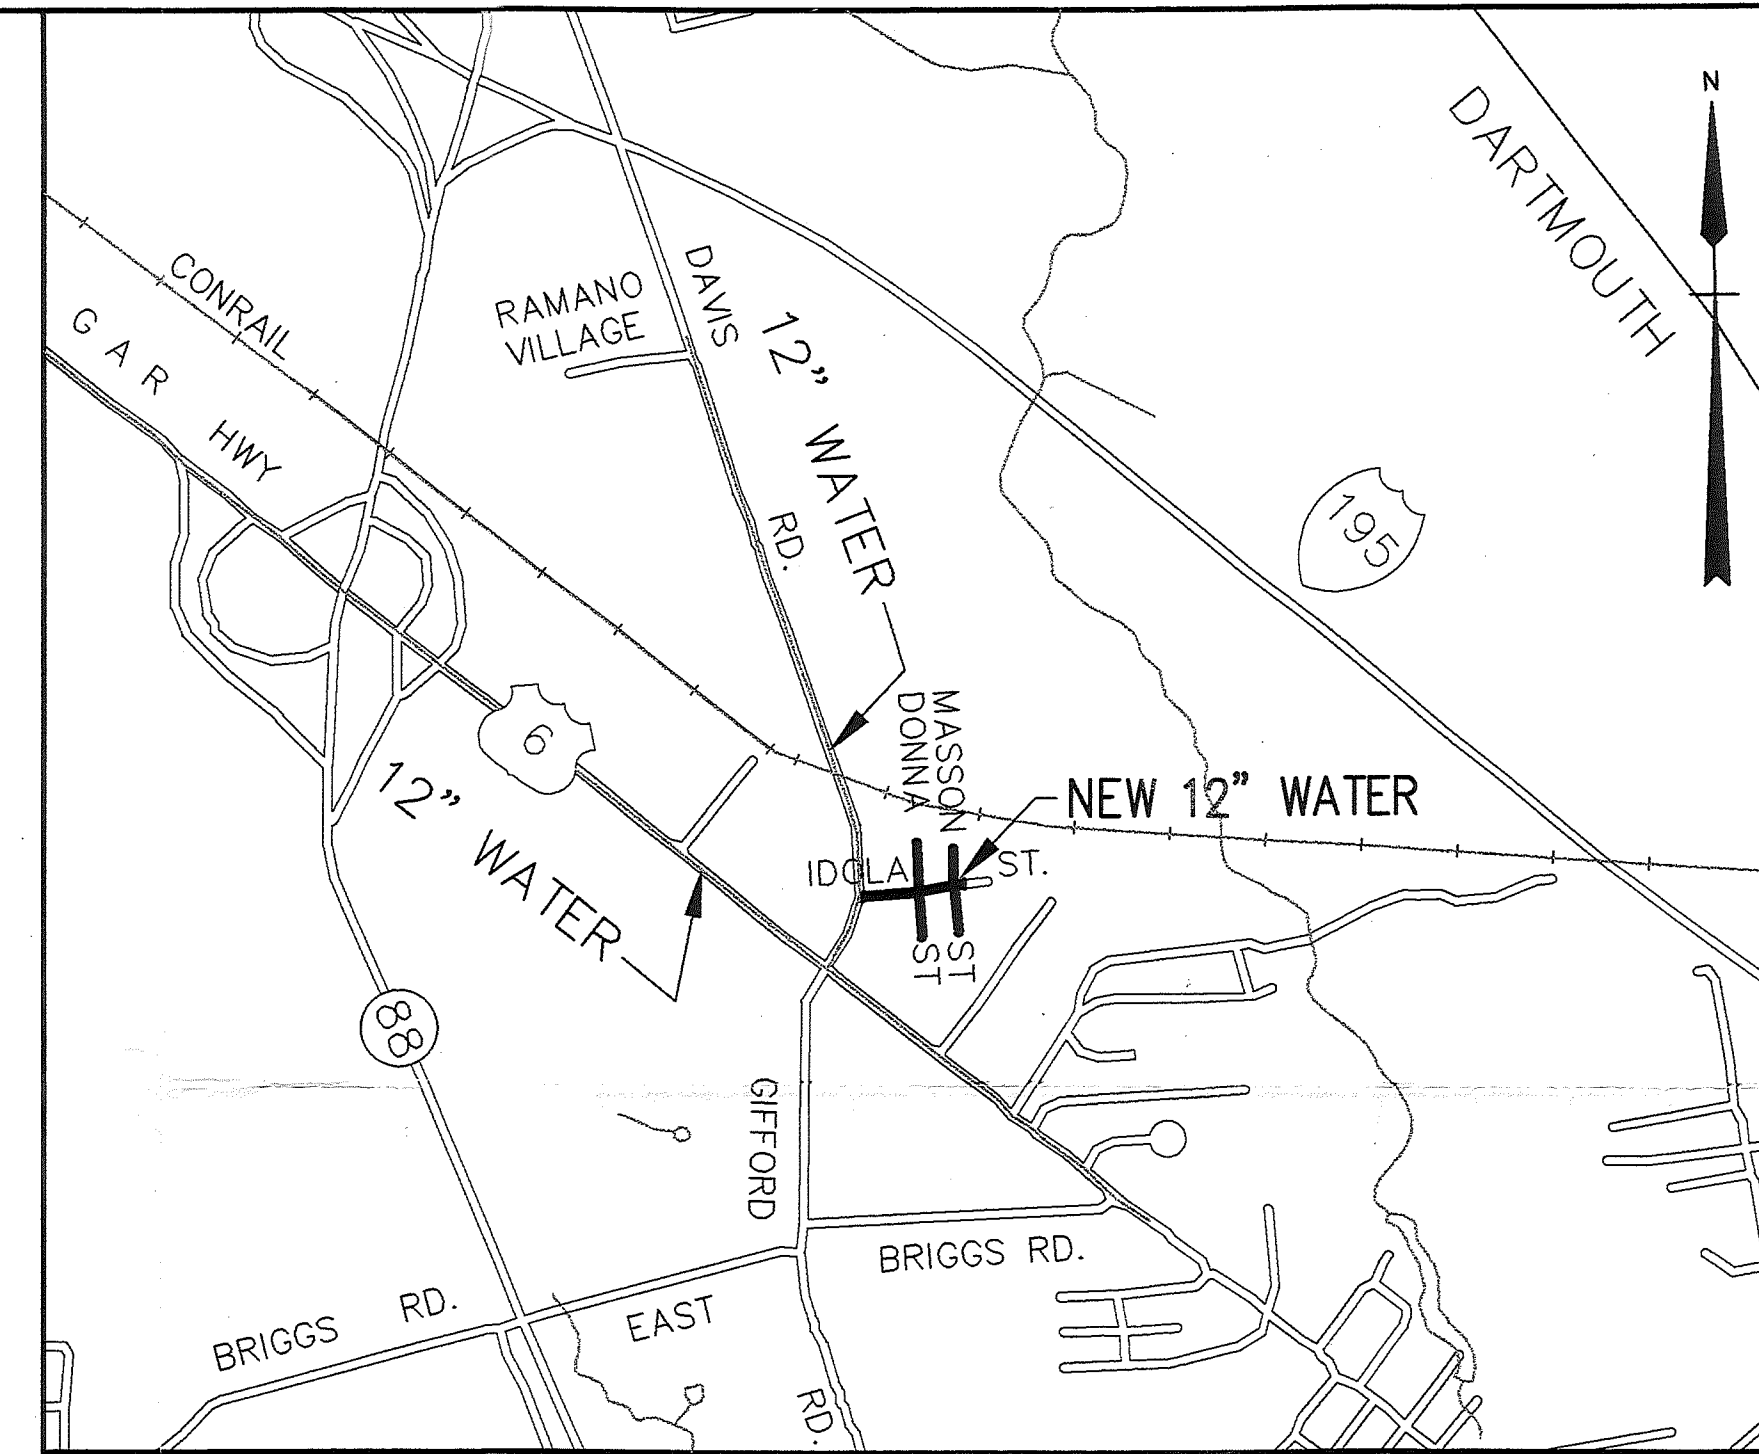 N
DARTMOUTH
CONRAIL
GAR HWY
RAMANO
VILLAGE
DAVIS RD.
12” WATER
195
6
12” WATER
MASSON ST
DONNA ST
NEW 12” WATER
IDOLA ST.
88
GIFFORD RD.
BRIGGS RD.
EAST
BRIGGS RD.